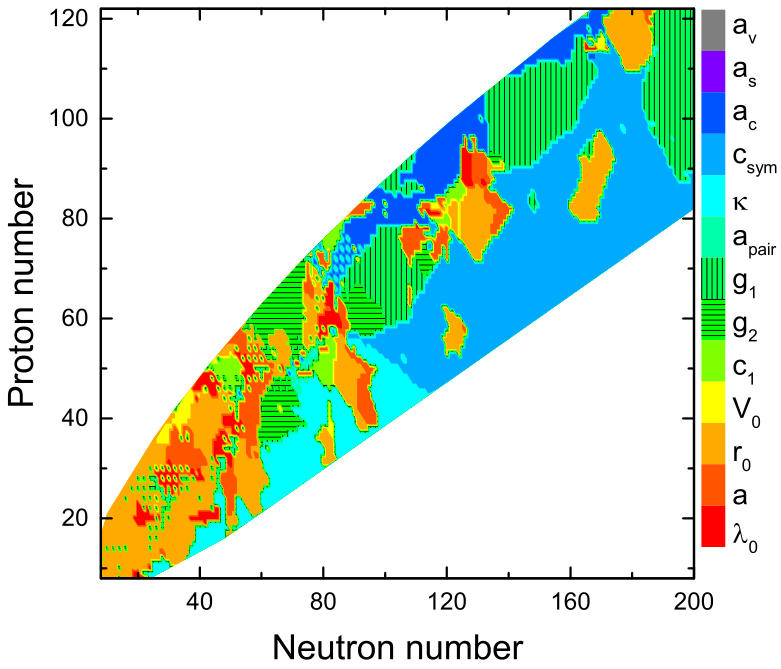 120
100
80
60
40
20
Proton number
40
80
120
160
200
Neutron number
a_v
a_s
a_c
c_sym
κ
a_pair
g_1
g_2
c_1
V_0
r_0
a
λ_0